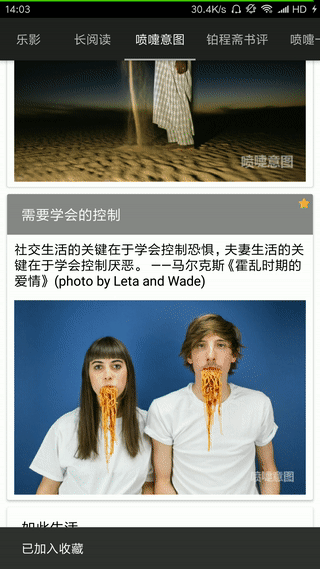 14:03 30.4K/s HD
乐影 长阅读 喷嚏意图 铂程斋书评 喷嚏一
喷嚏意图
需要学会的控制
社交生活的关键在于学会控制恐惧，夫妻生活的关
键在于学会控制厌恶。 ——马尔克斯《霍乱时期的
爱情》 (photo by Leta and Wade)
喷嚏意图
如此生活
已加入收藏